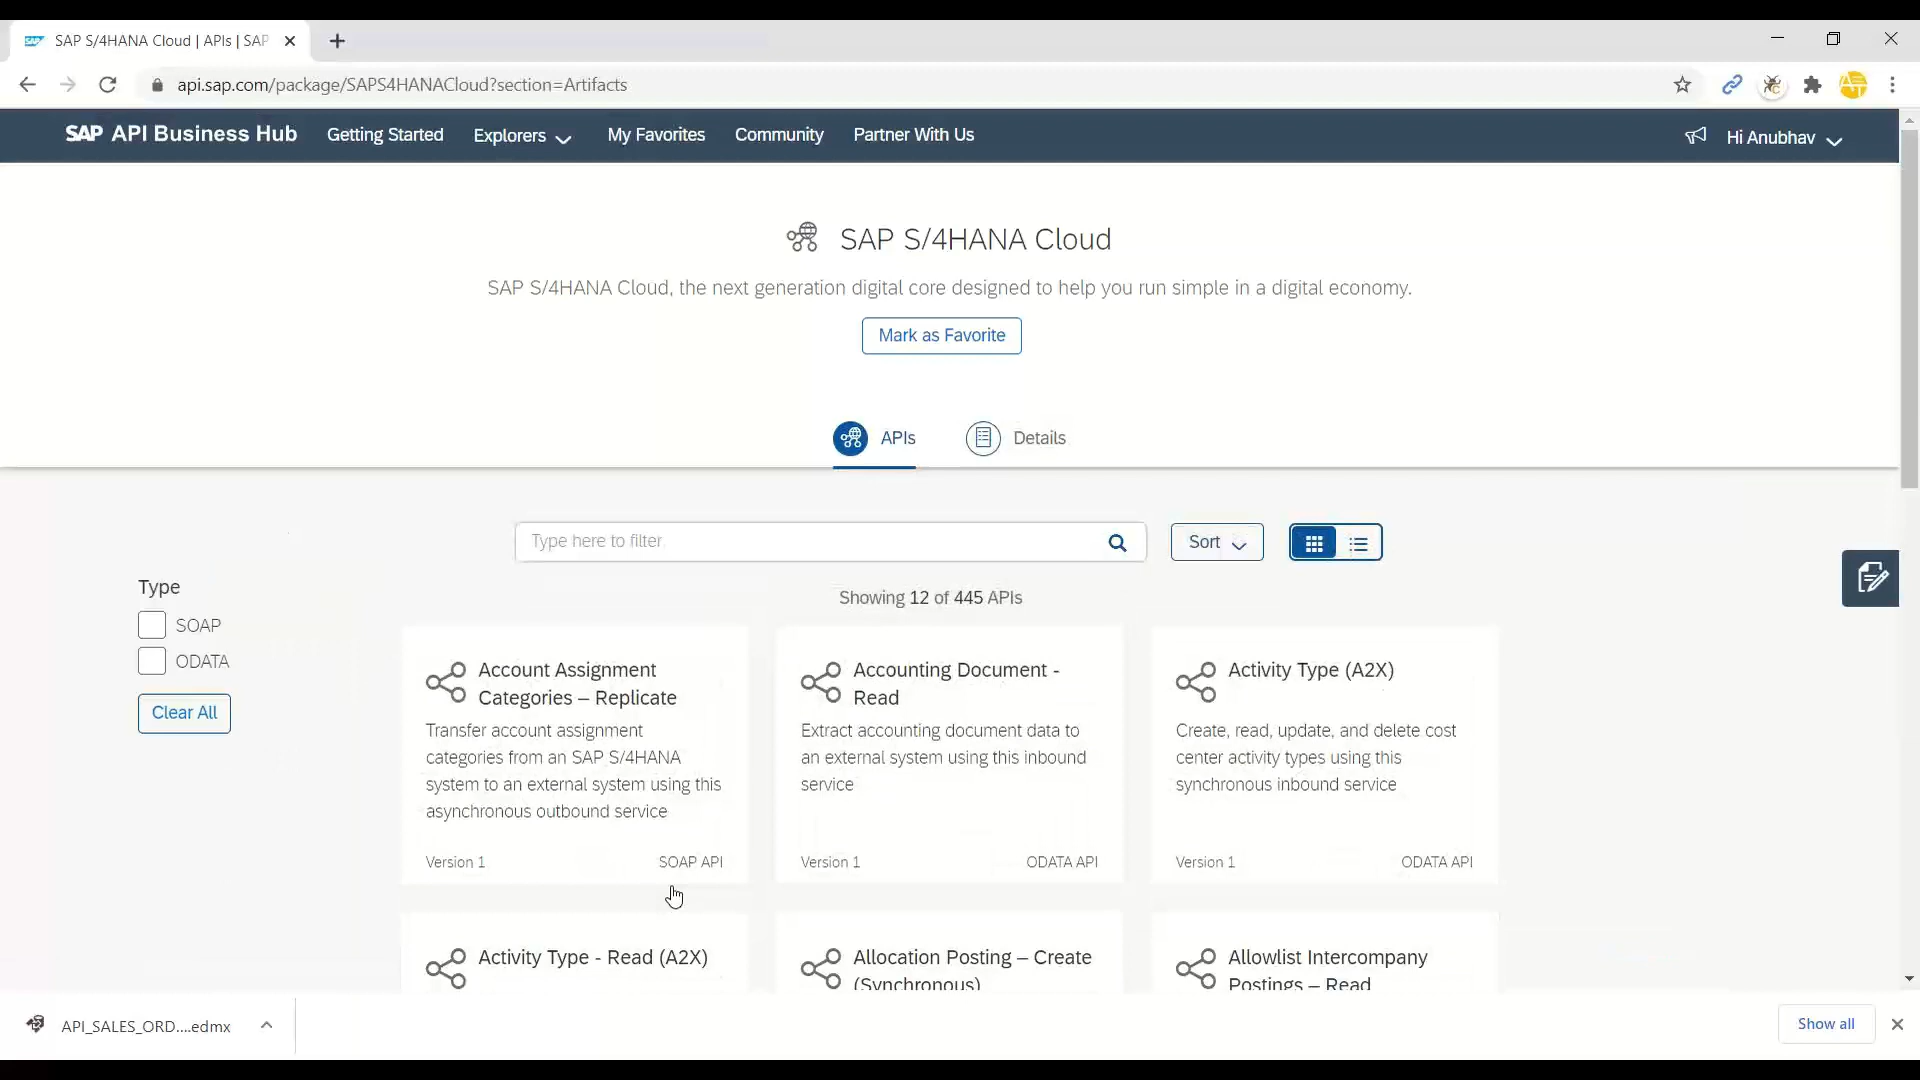 SAP S/4HANA Cloud | APIs | SAP
api.sap.com/package/SAPS4HANACloud?section=Artifacts
SAP API Business Hub Getting Started Explorers My Favorites Community Partner With Us Hi Anubhav
SAP S/4HANA Cloud
SAP S/4HANA Cloud, the next generation digital core designed to help you run simple in a digital economy.
Mark as Favorite
APIs Details
Type here to filter Sort
Showing 12 of 445 APIs
Type
SOAP
ODATA
Clear All
Account Assignment
Categories – Replicate
Transfer account assignment
categories from an SAP S/4HANA
system to an external system using this
asynchronous outbound service
Version 1 SOAP API
Accounting Document -
Read
Extract accounting document data to
an external system using this inbound
service
Version 1 ODATA API
Activity Type (A2X)
Create, read, update, and delete cost
center activity types using this
synchronous inbound service
Version 1 ODATA API
Activity Type - Read (A2X)
Allocation Posting – Create
(Synchronous)
Allowlist Intercompany
Postings – Read
API_SALES_ORD....edmx
Show all